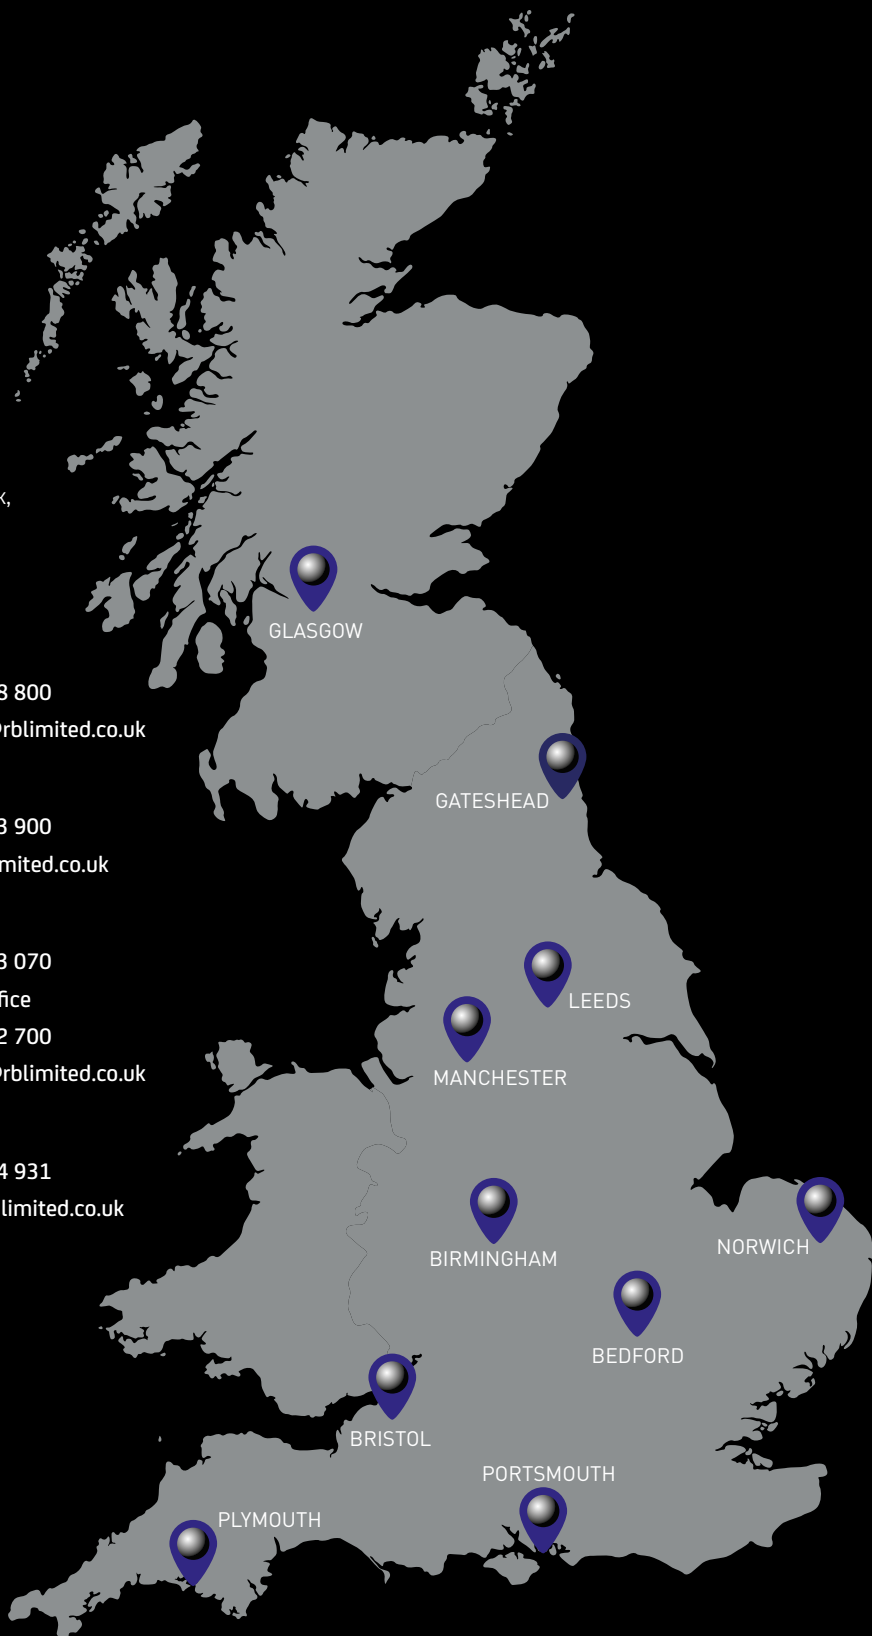 k,
GLASGOW
8 800
@rblimited.co.uk
GATESHEAD
3 900
mited.co.uk
3 070
fice
LEEDS
2 700
@rblimited.co.uk
MANCHESTER
4 931
limited.co.uk
NORWICH
BIRMINGHAM
BEDFORD
BRISTOL
PORTSMOUTH
PLYMOUTH